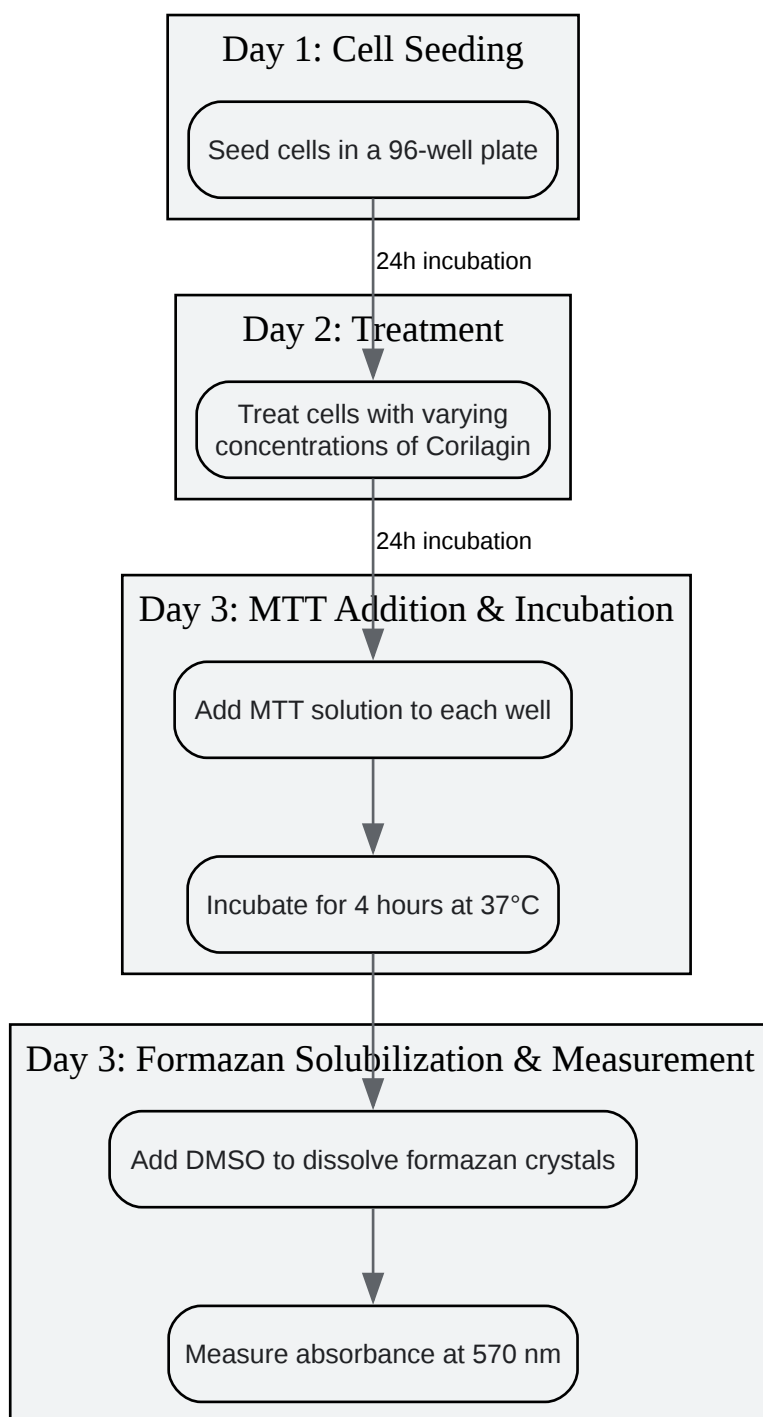 Day 1: Cell Seeding
Seed cells in a 96-well plate
24h incubation
Day 2: Treatment
Treat cells with varying
concentrations of Corilagin
24h incubation
Day 3: MTT Addition & Incubation
Add MTT solution to each well
Incubate for 4 hours at 37°C
Day 3: Formazan Solubilization & Measurement
Add DMSO to dissolve formazan crystals
Measure absorbance at 570 nm